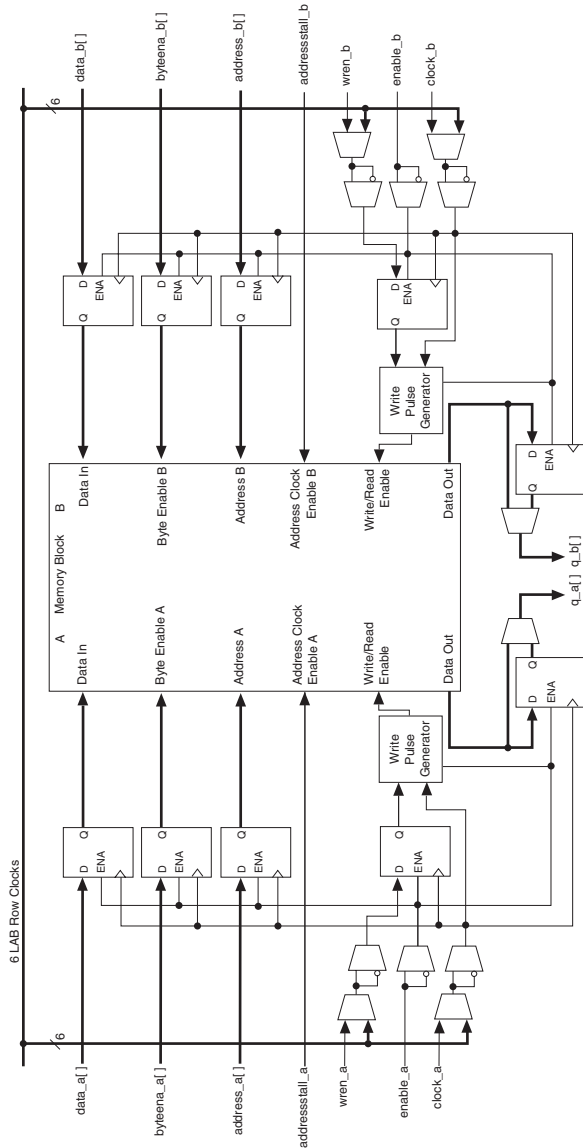 6 LAB Row Clocks
6
6
data_a[ ]
byteena_a[ ]
address_a[ ]
addressstall_a
wren_a
enable_a
clock_a
D
Q
ENA
D
Q
ENA
D
Q
ENA
D
Q
ENA
Write
Pulse
Generator
A
Memory Block
B
Data In
Data In
Byte Enable A
Byte Enable B
Address A
Address B
Address Clock
Enable A
Address Clock
Enable B
Write/Read
Enable
Write/Read
Enable
Data Out
Data Out
Q
D
ENA
Q
D
ENA
Q
D
ENA
Q
D
ENA
Write
Pulse
Generator
data_b[ ]
byteena_b[ ]
address_b[ ]
addressstall_b
wren_b
enable_b
clock_b
D
Q
ENA
D
Q
ENA
q_a[ ]
q_b[ ]